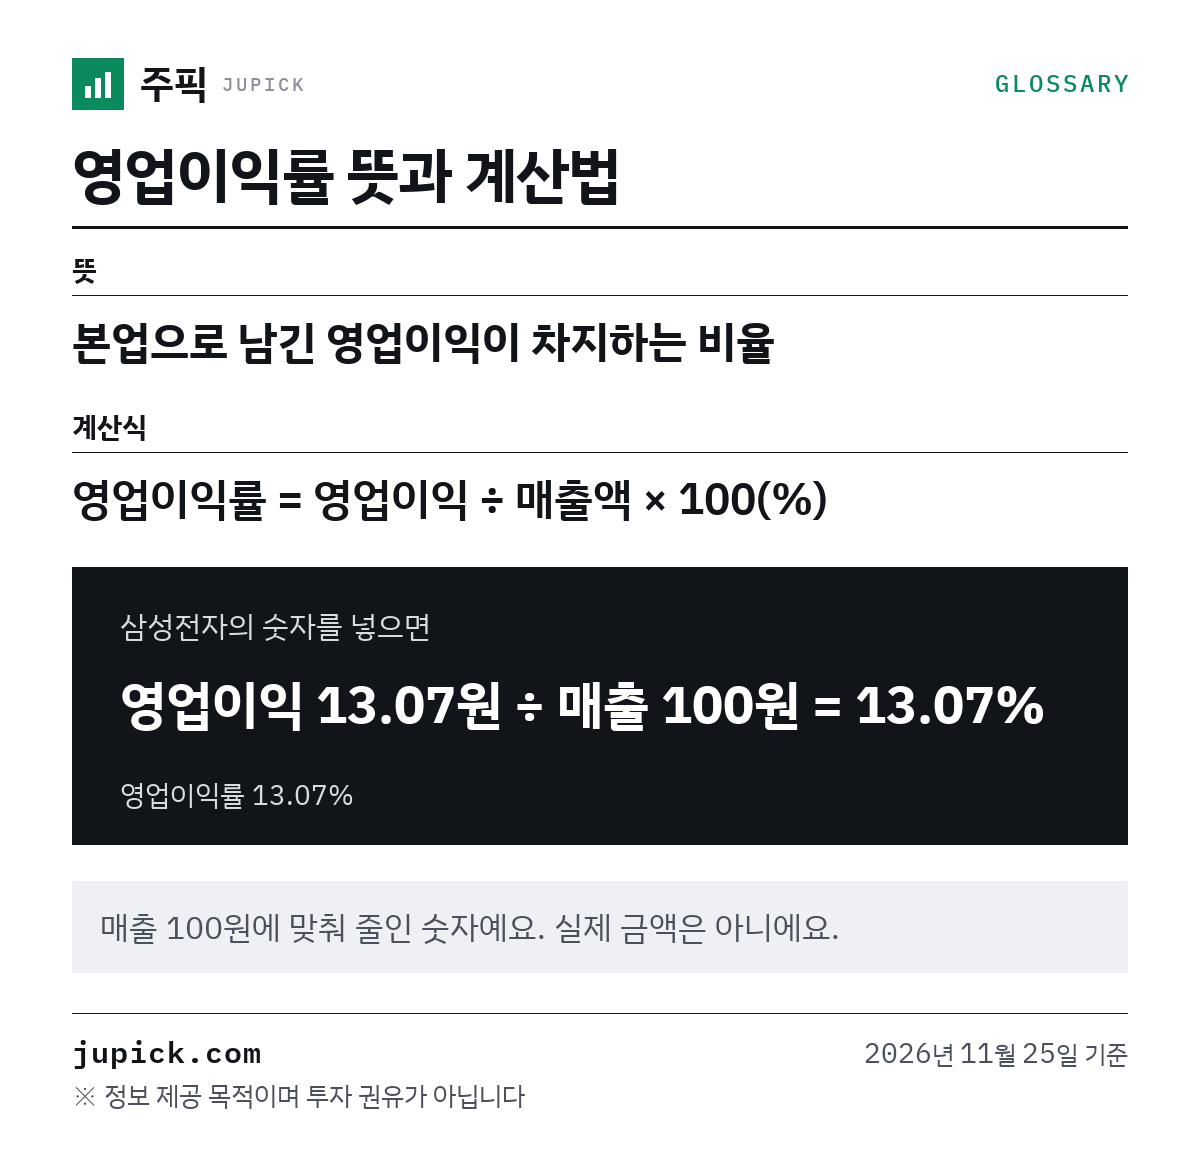 주픽 JUPICK
GLOSSARY
영업이익률 뜻과 계산법
뜻
본업으로 남긴 영업이익이 차지하는 비율
계산식
영업이익률 = 영업이익 ÷ 매출액 × 100(%)
삼성전자의 숫자를 넣으면
영업이익 13.07원 ÷ 매출 100원 = 13.07%
영업이익률 13.07%
매출 100원에 맞춰 줄인 숫자예요. 실제 금액은 아니에요.
jupick.com
2026년 11월 25일 기준
※ 정보 제공 목적이며 투자 권유가 아닙니다